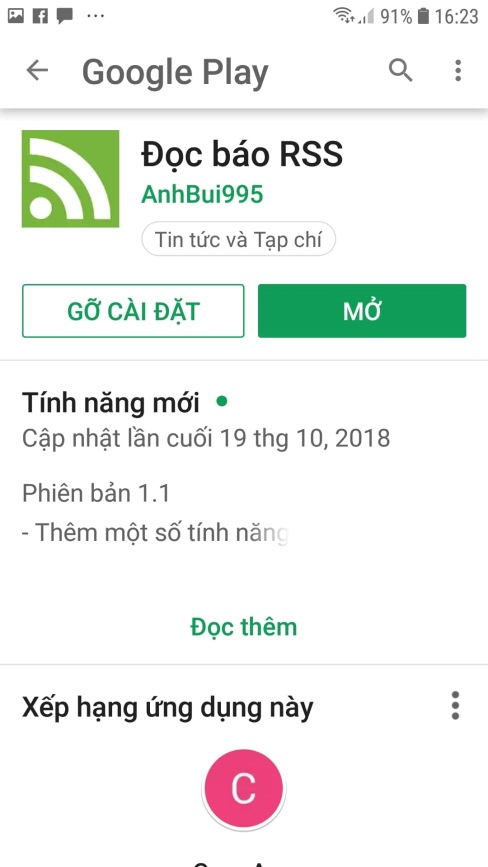 91% 16:23
Google Play
Đọc báo RSS
AnhBui995
Tin tức và Tạp chí
GỠ CÀI ĐẶT
MỞ
Tính năng mới
Cập nhật lần cuối 19 thg 10, 2018
Phiên bản 1.1
- Thêm một số tính năng
Đọc thêm
Xếp hạng ứng dụng này
C